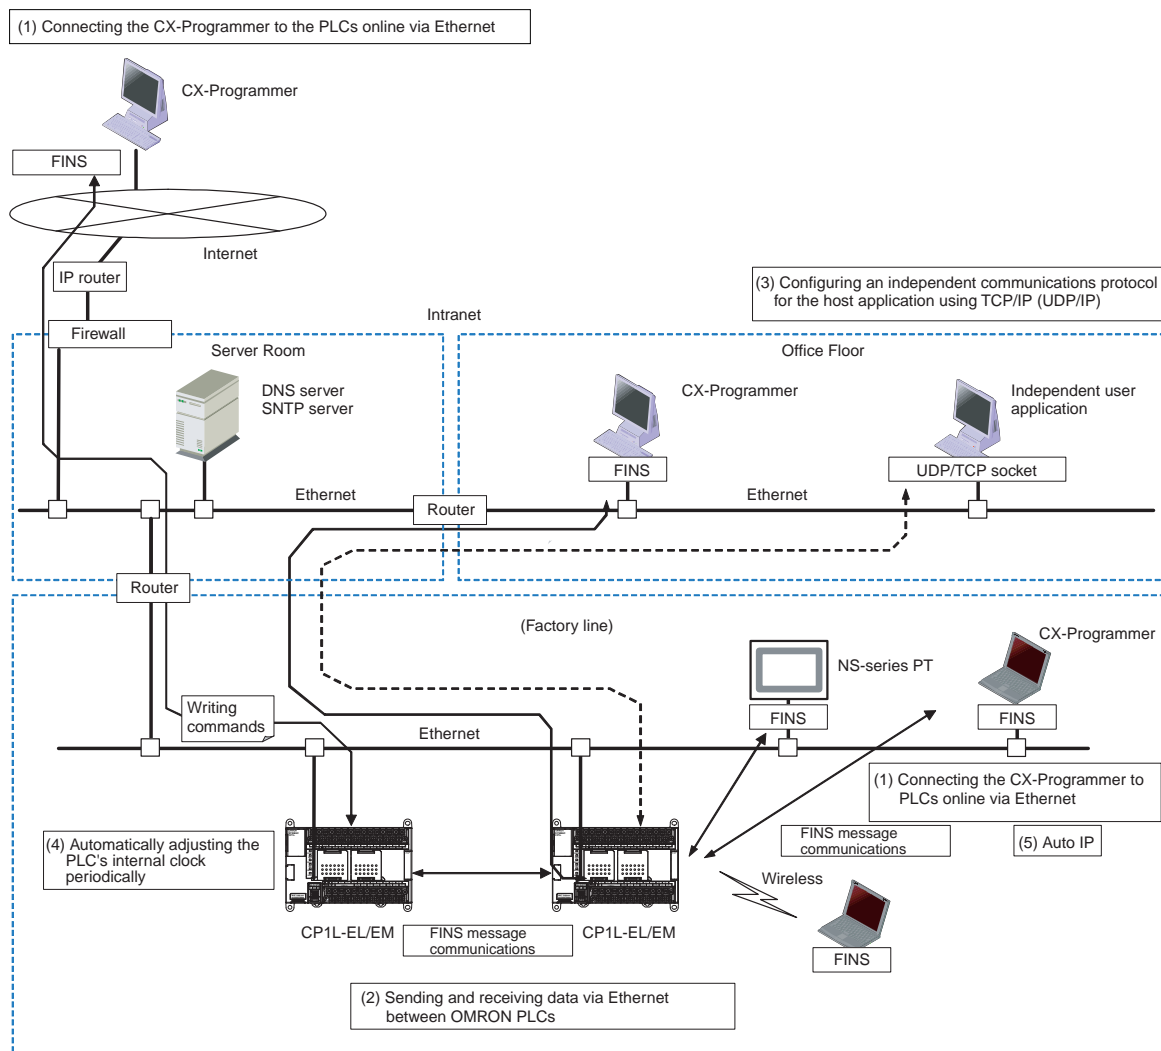 (1) Connecting the CX-Programmer to the PLCs online via Ethernet
CX-Programmer
FINS
Internet
IP router
(3) Configuring an independent communications protocol
for the host application using TCP/IP (UDP/IP)
Intranet
Firewall
Server Room
Office Floor
DNS server
SNTP server
CX-Programmer
Independent user
application
FINS
UDP/TCP socket
Ethernet
Router
Ethernet
Router
(Factory line)
CX-Programmer
NS-series PT
Writing
commands
FINS
FINS
Ethernet
(1) Connecting the CX-Programmer to
PLCs online via Ethernet
(4) Automatically adjusting the
PLC's internal clock
periodically
FINS message
communications
(5) Auto IP
Wireless
CP1L-EL/EM
FINS message
communications
CP1L-EL/EM
FINS
(2) Sending and receiving data via Ethernet
between OMRON PLCs